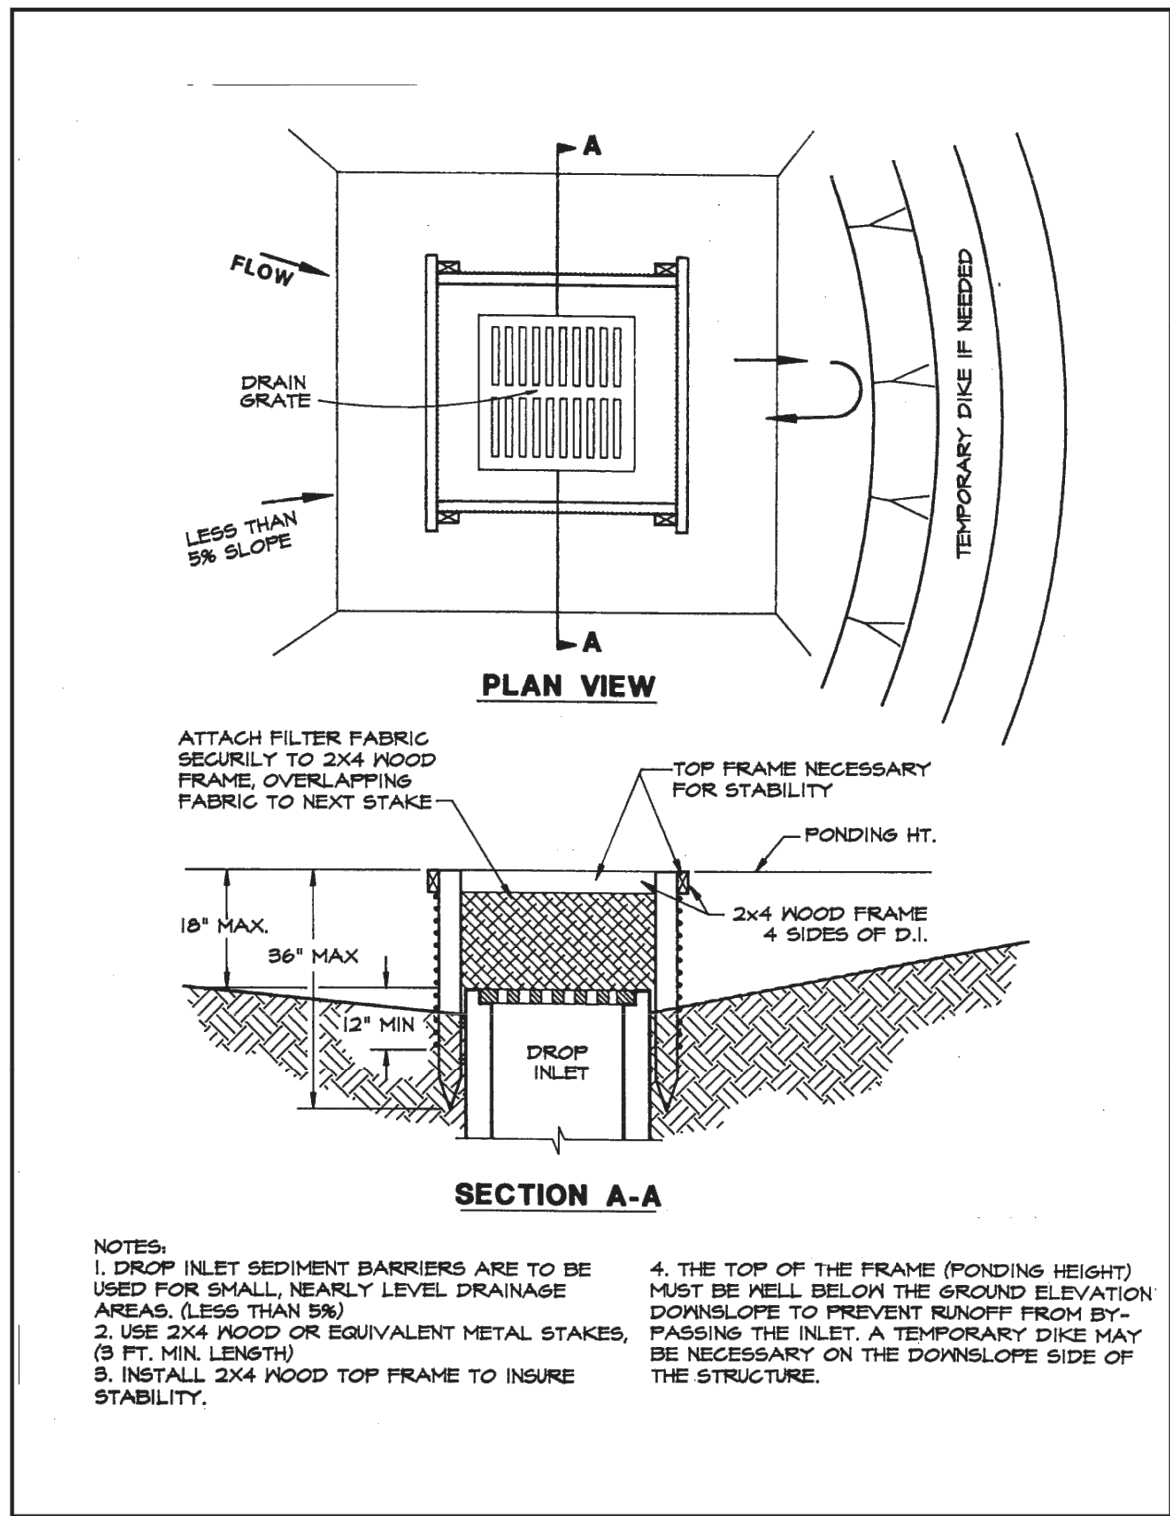 A
FLOW
DRAIN
GRATE
LESS THAN
5% SLOPE
TEMPORARY DIKE IF NEEDED
A
PLAN VIEW
ATTACH FILTER FABRIC
SECURILY TO 2X4 WOOD
FRAME, OVERLAPPING
FABRIC TO NEXT STAKE
TOP FRAME NECESSARY
FOR STABILITY
PONDING HT.
18" MAX.
36" MAX
2x4 WOOD FRAME
4 SIDES OF D.I.
12" MIN
DROP
INLET
SECTION A-A
NOTES:
1. DROP INLET SEDIMENT BARRIERS ARE TO BE
USED FOR SMALL, NEARLY LEVEL DRAINAGE
AREAS. (LESS THAN 5%)
2. USE 2X4 WOOD OR EQUIVALENT METAL STAKES,
(3 FT. MIN. LENGTH)
3. INSTALL 2X4 WOOD TOP FRAME TO INSURE
STABILITY.
4. THE TOP OF THE FRAME (PONDING HEIGHT)
MUST BE WELL BELOW THE GROUND ELEVATION
DOWNSLOPE TO PREVENT RUNOFF FROM BY-
PASSING THE INLET. A TEMPORARY DIKE MAY
BE NECESSARY ON THE DOWNSLOPE SIDE OF
THE STRUCTURE.